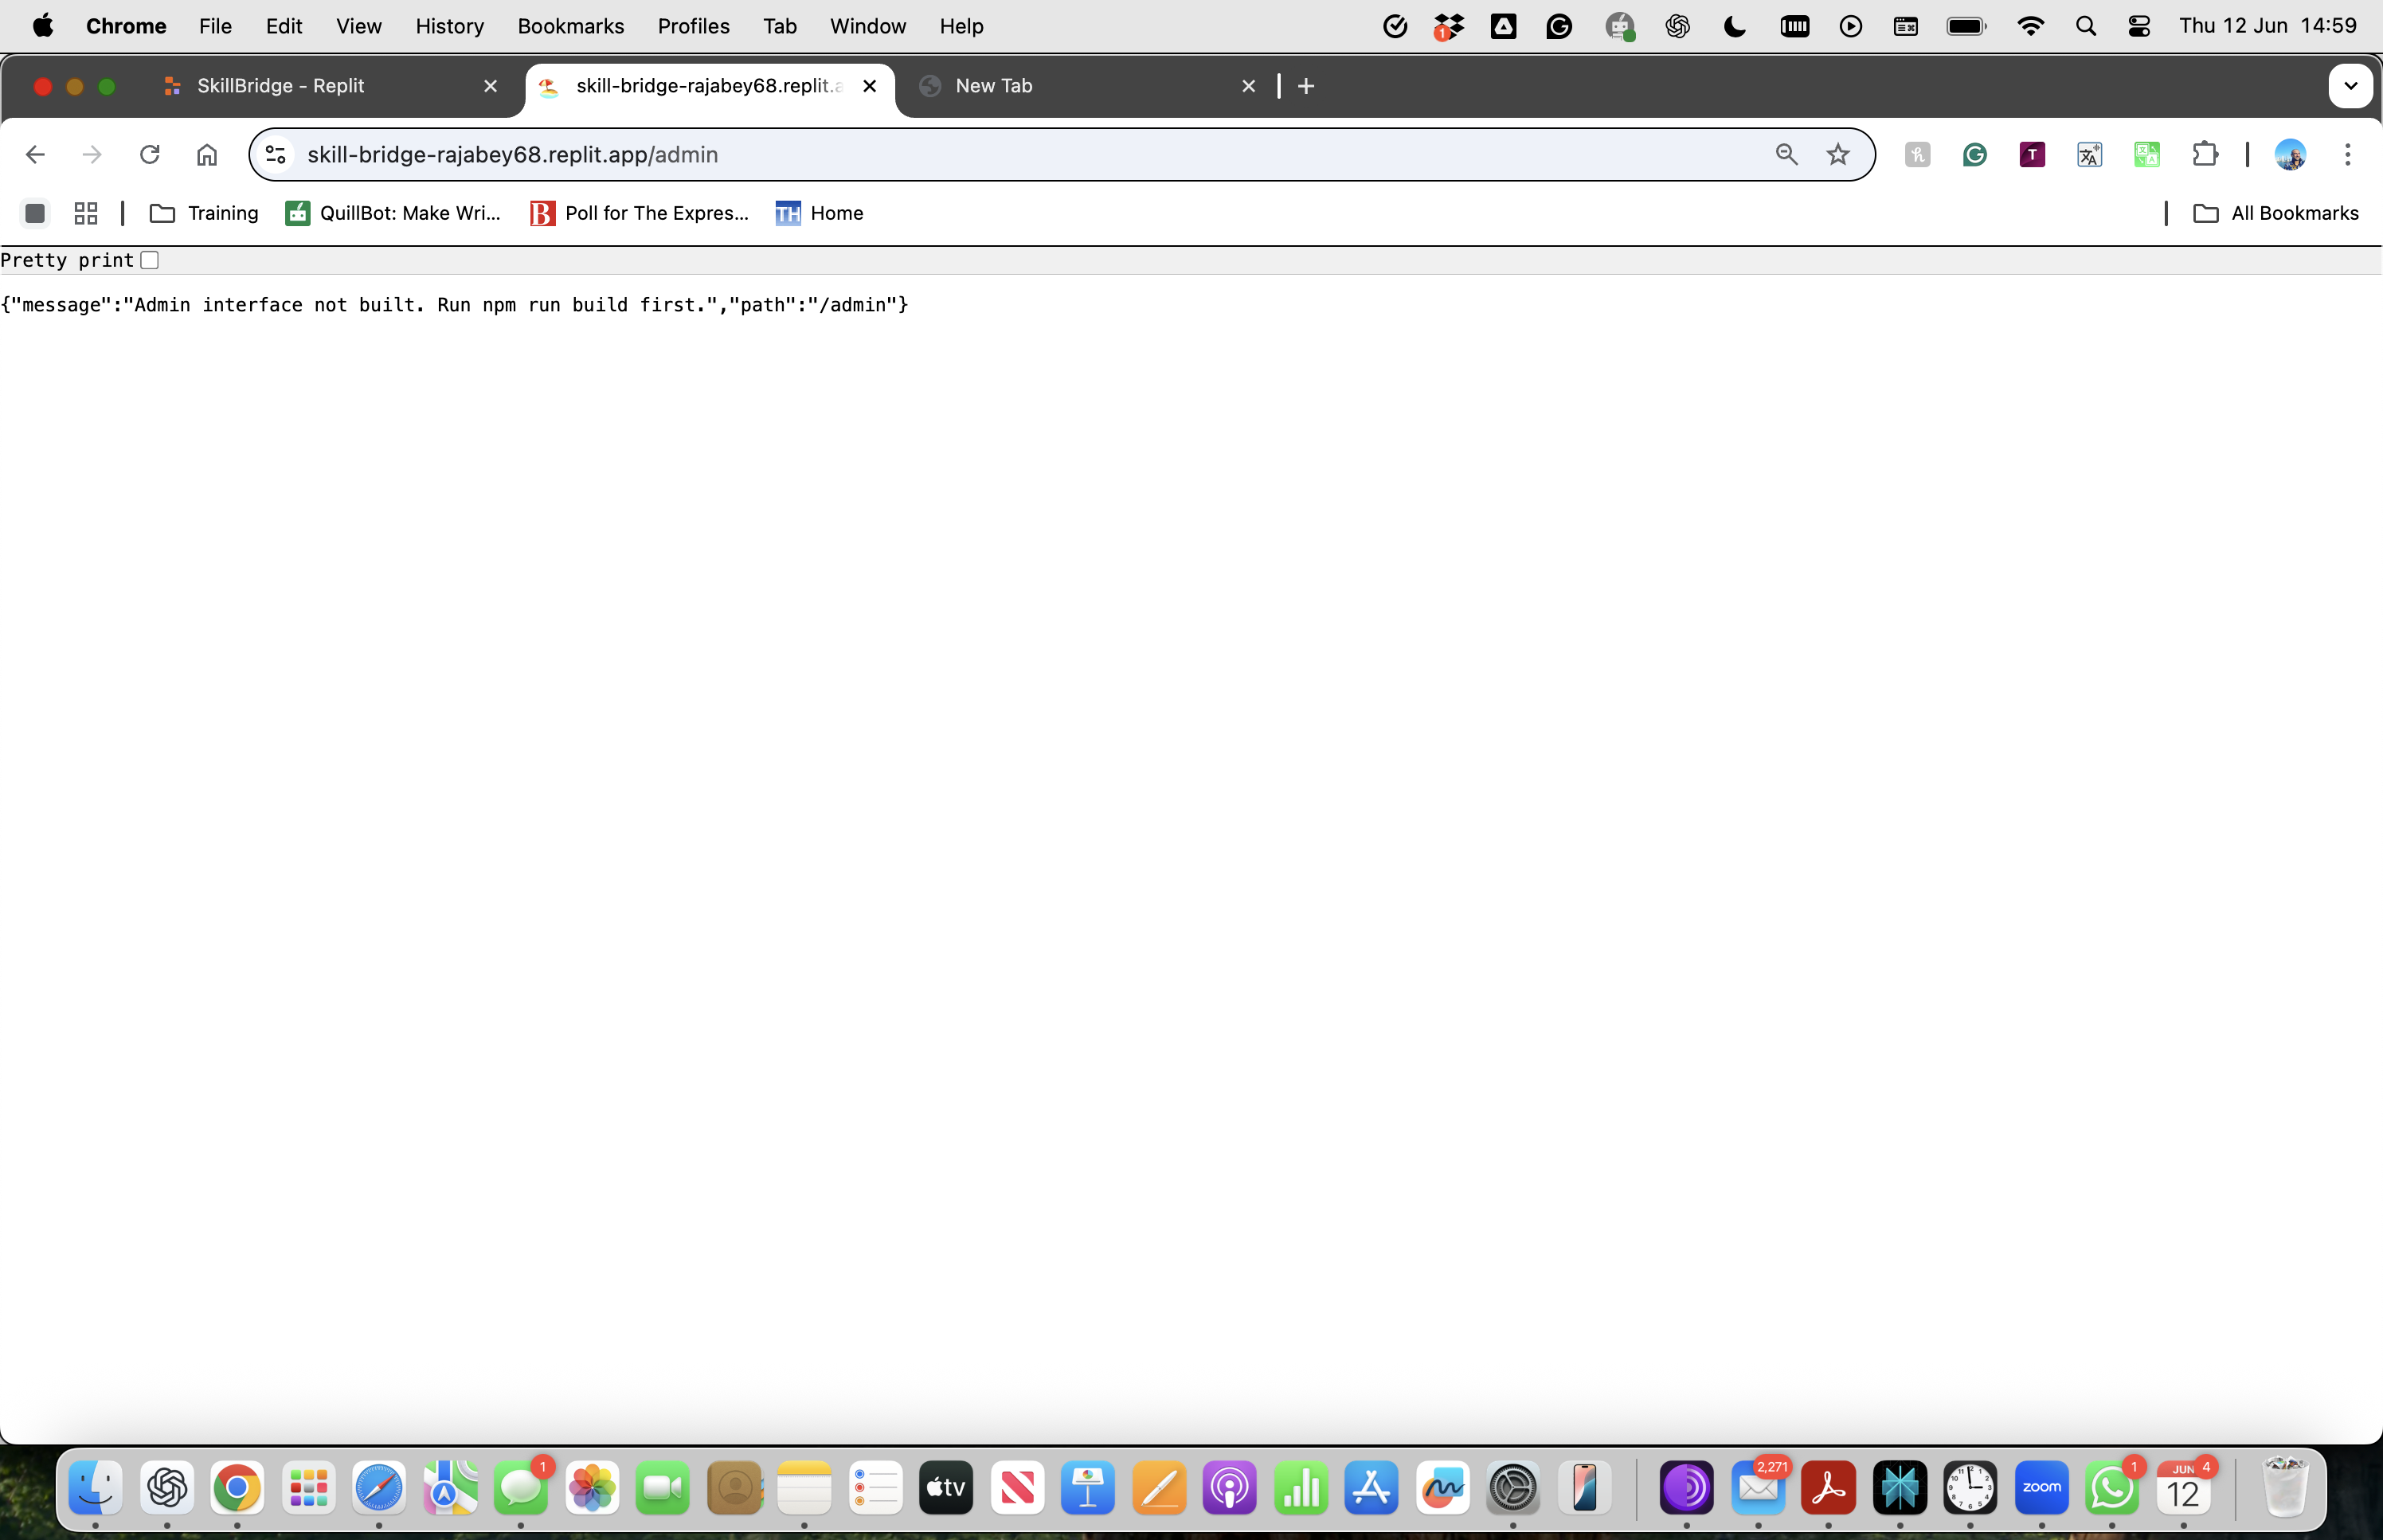 Chrome File Edit View History Bookmarks Profiles Tab Window Help 1 Thu 12 Jun 14:59
SkillBridge - Replit skill-bridge-rajabey68.replit.a New Tab
skill-bridge-rajabey68.replit.app/admin
Training QuillBot: Make Wri... B Poll for The Expres... TH Home All Bookmarks
Pretty print
{"message":"Admin interface not built. Run npm run build first.","path":"/admin"}
1 tv 2,271 zoom 1 JUN 4
12